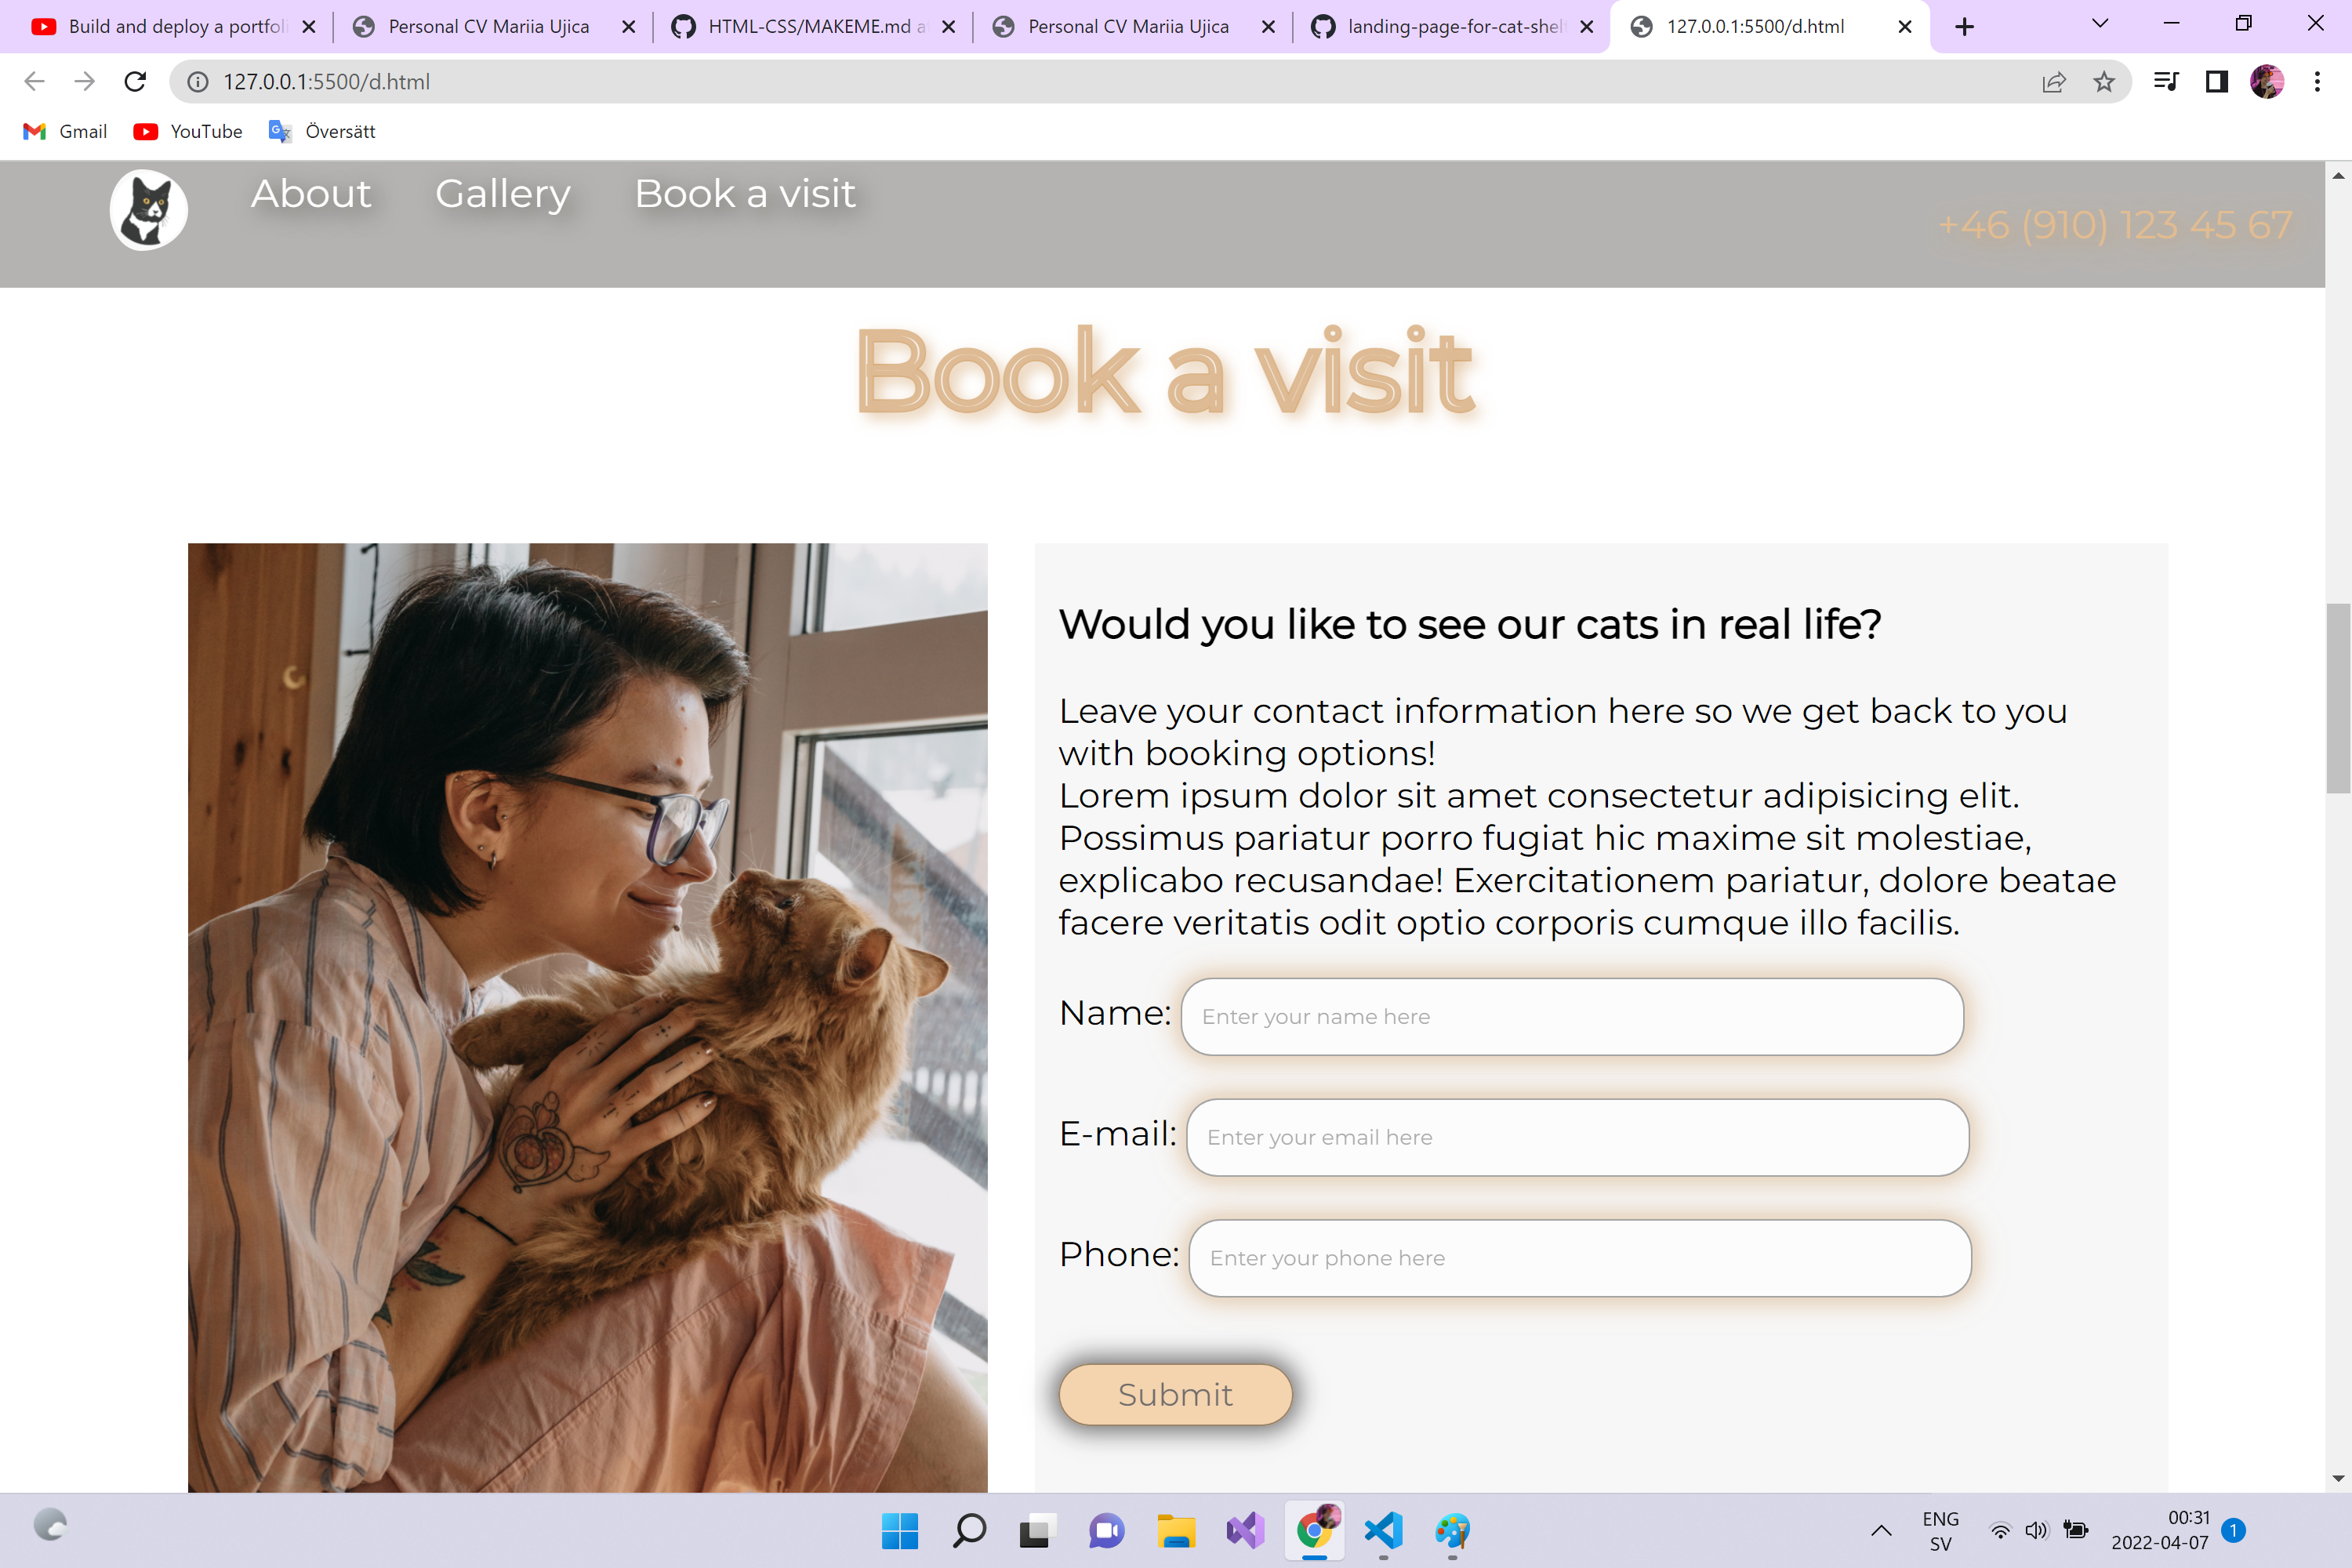 Build and deploy a portfoli
Personal CV Mariia Ujica
HTML-CSS/MAKEME.md a
Personal CV Mariia Ujica
landing-page-for-cat-shel
127.0.0.1:5500/d.html
127.0.0.1:5500/d.html
Gmail
YouTube
Översätt
About
Gallery
Book a visit
+46 (910) 123 45 67
Book a visit
Would you like to see our cats in real life?
Leave your contact information here so we get back to you
with booking options!
Lorem ipsum dolor sit amet consectetur adipisicing elit.
Possimus pariatur porro fugiat hic maxime sit molestiae,
explicabo recusandae! Exercitationem pariatur, dolore beatae
facere veritatis odit optio corporis cumque illo facilis.
Name: Enter your name here
E-mail: Enter your email here
Phone: Enter your phone here
Submit
ENG
SV
00:31
2022-04-07
1